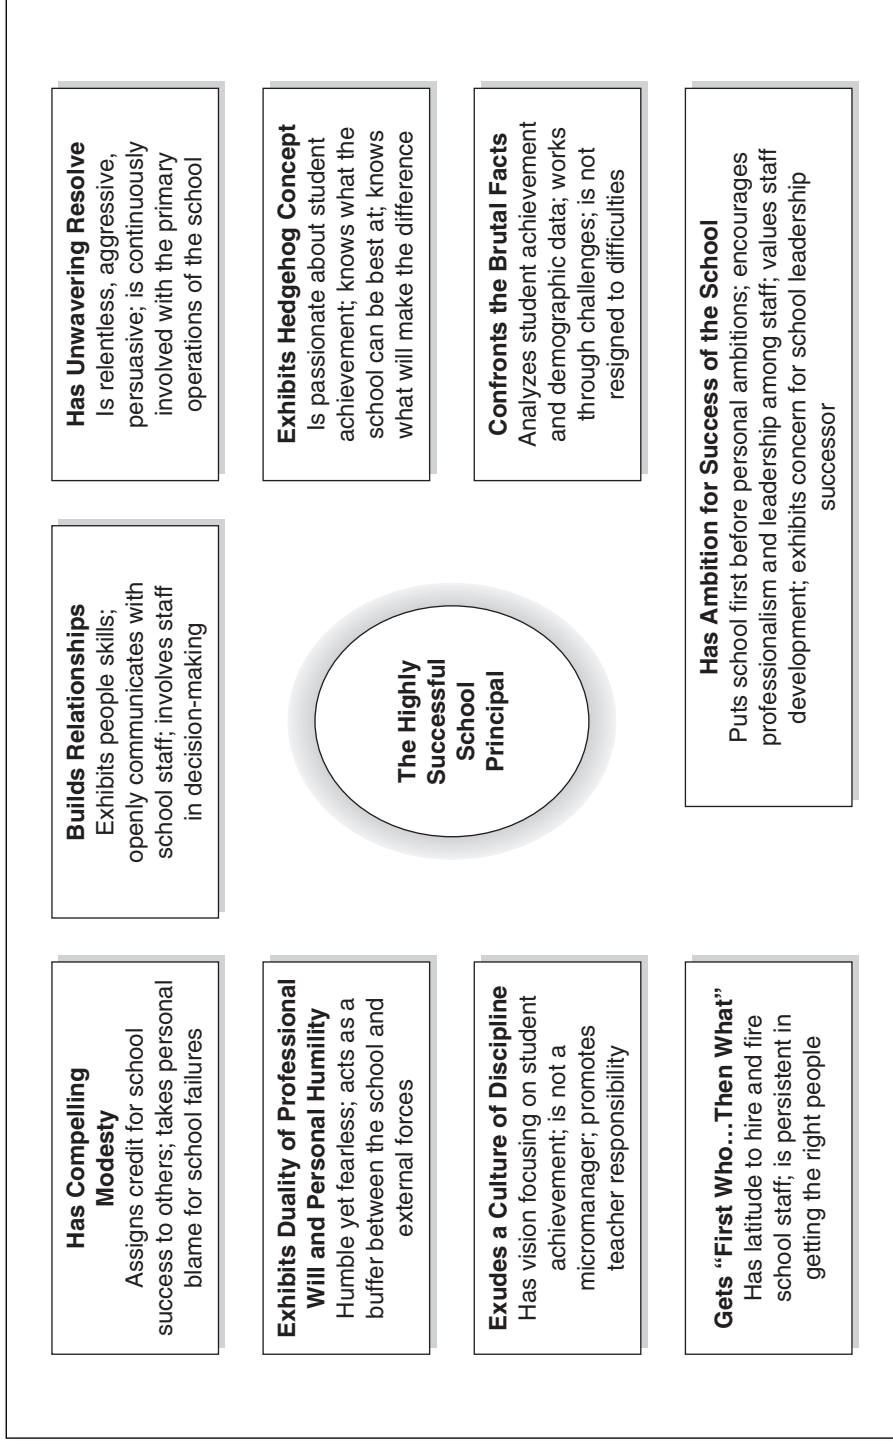 Has Compelling
Modesty
Assigns credit for school
success to others; takes personal
blame for school failures
Builds Relationships
Exhibits people skills;
openly communicates with
school staff; involves staff
in decision-making
Has Unwavering Resolve
Is relentless, aggressive,
persuasive; is continuously
involved with the primary
operations of the school
Exhibits Duality of Professional
Will and Personal Humility
Humble yet fearless; acts as a
buffer between the school and
external forces
The Highly
Successful
School
Principal
Exhibits Hedgehog Concept
Is passionate about student
achievement; knows what the
school can be best at; knows
what will make the difference
Exudes a Culture of Discipline
Has vision focusing on student
achievement; is not a
micromanager; promotes
teacher responsibility
Confronts the Brutal Facts
Analyzes student achievement
and demographic data; works
through challenges; is not
resigned to difficulties
Gets “First Who...Then What”
Has latitude to hire and fire
school staff; is persistent in
getting the right people
Has Ambition for Success of the School
Puts school first before personal ambitions; encourages
professionalism and leadership among staff; values staff
development; exhibits concern for school leadership
successor